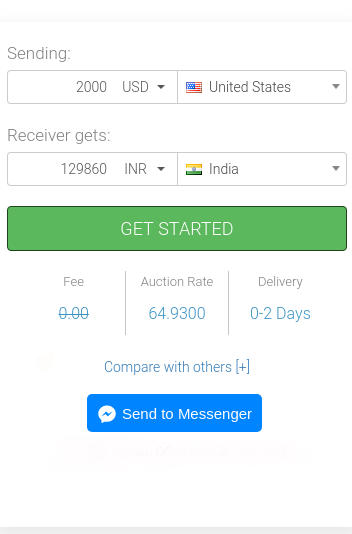 Sending:
2000 USD United States
Receiver gets:
129860 INR India
GET STARTED
Fee Auction Rate Delivery
0.00 64.9300 0-2 Days
Compare with others [+]
Send to Messenger